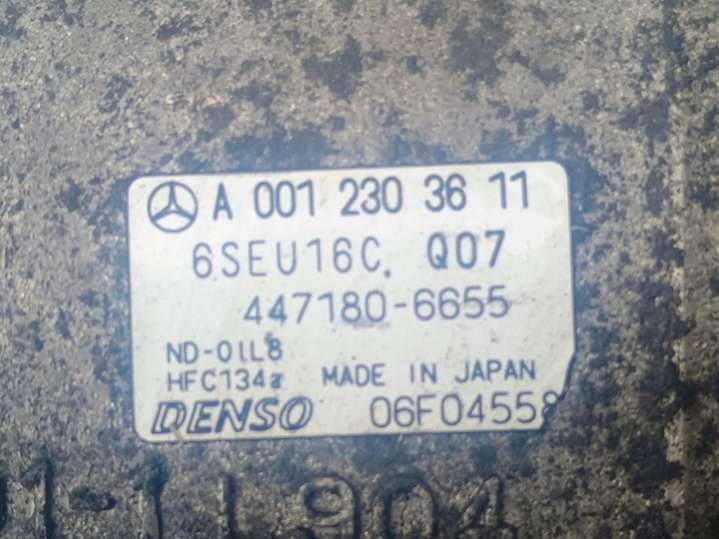 A 001 230 36 11
6SEU16C. Q07
447180-6655
ND-OIL8
HFC134a MADE IN JAPAN
DENSO 06F04558